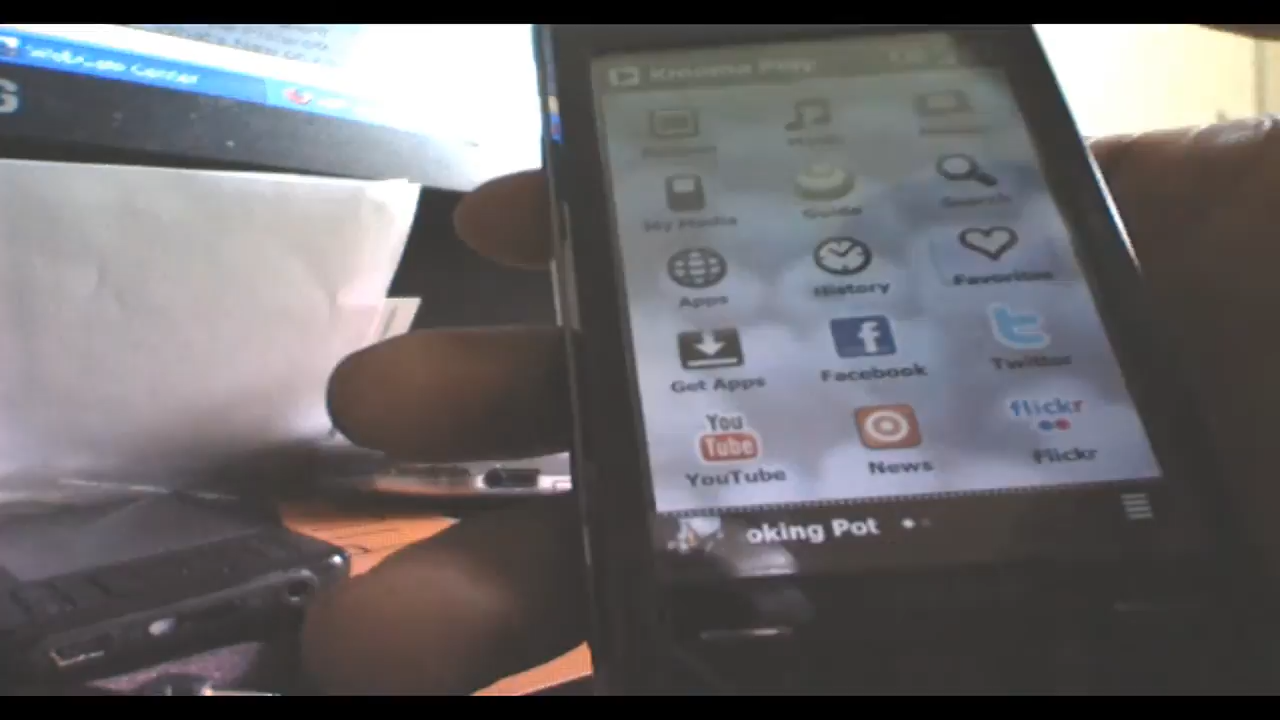 G
My Media
Guide
Search
Apps
History
Favorites
Get Apps
Facebook
Twitter
You
Tube
YouTube
News
flickr
Flickr
oking Pot